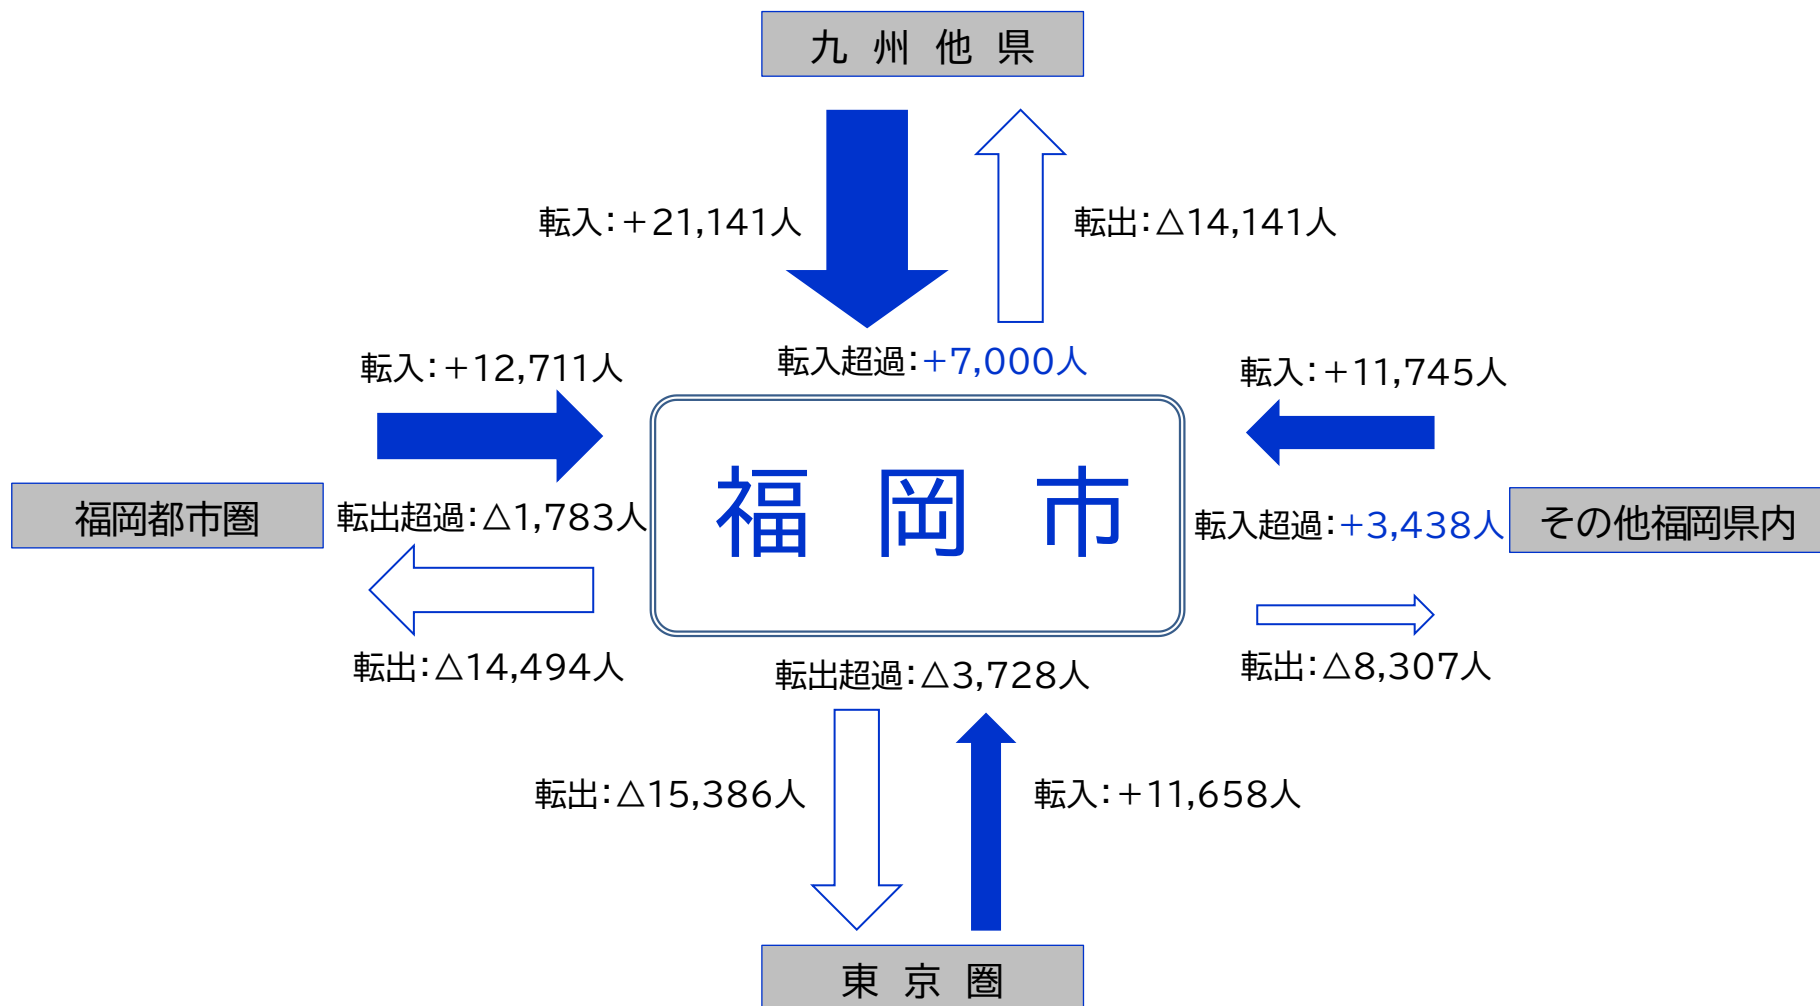 九州他県
転入：＋21,141人
転出：△14,141人
転入超過：＋7,000人
転入：＋12,711人
転入：＋11,745人
福岡市
福岡都市圏
転出超過：△1,783人
転入超過：＋3,438人
その他福岡県内
転出：△14,494人
転出超過：△3,728人
転出：△8,307人
転出：△15,386人
転入：＋11,658人
東京圏